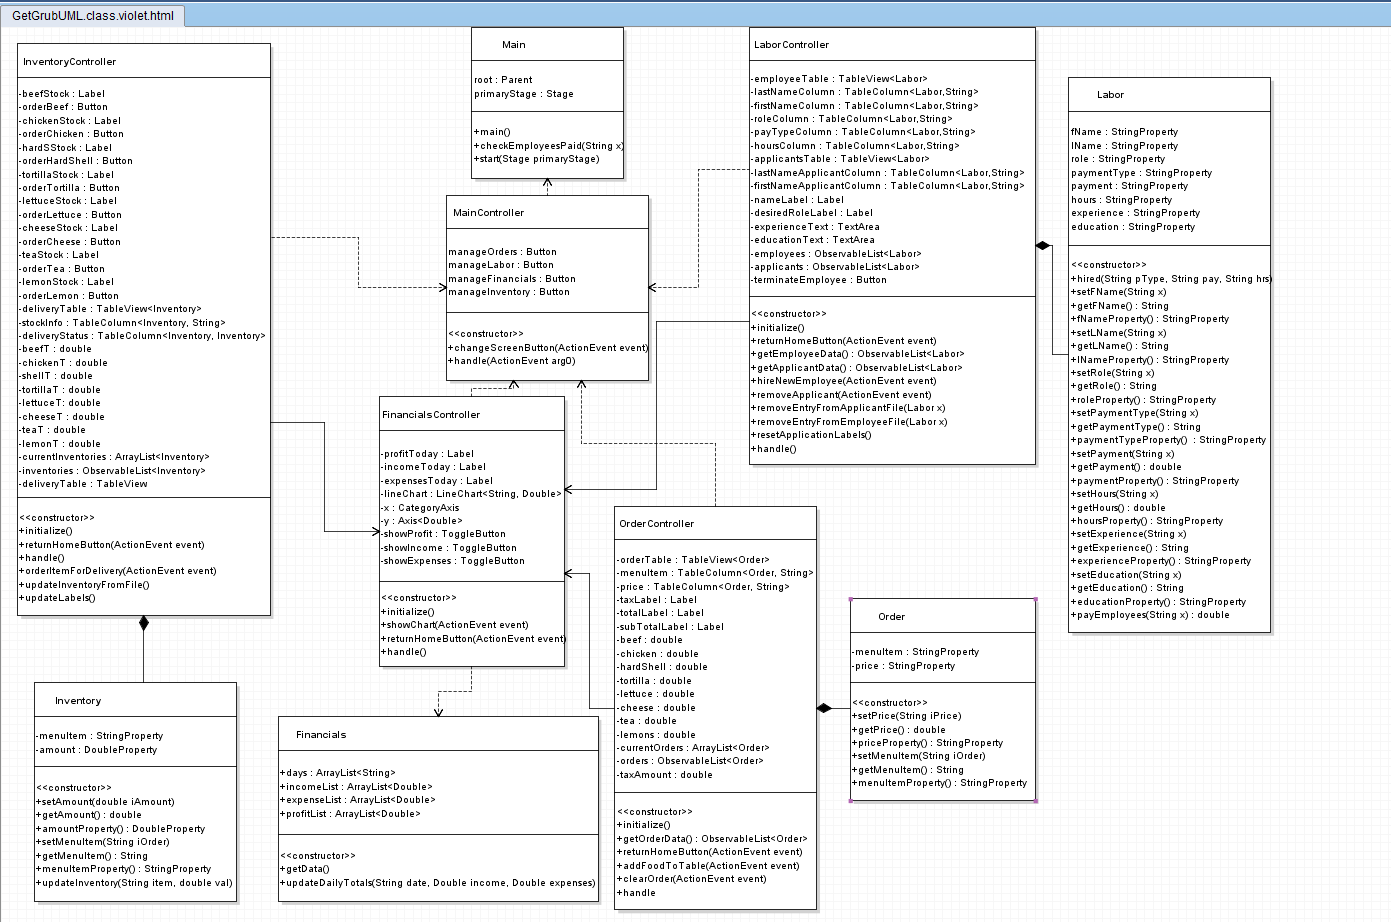 GetGrubUML.class.violet.html
InventoryController
-beefStock : Label
-orderBeef : Button
-chickenStock : Label
-orderChicken : Button
-hardSStock : Label
-orderHardShell : Button
-tortillaStock : Label
-orderTortilla : Button
-lettuceStock : Label
-orderLettuce : Button
-cheeseStock : Label
-orderCheese : Button
-teaStock : Label
-orderTea : Button
-lemonStock : Label
-orderLemon : Button
-deliveryTable : TableView<Inventory>
-stockInfo : TableColumn<Inventory, String>
-deliveryStatus : TableColumn<Inventory, Inventory>
-beefT : double
-chickenT : double
-shellT : double
-tortillaT : double
-lettuceT: double
-cheeseT : double
-teaT : double
-lemonT : double
-currentInventories : ArrayList<Inventory>
-inventories : ObservableList<Inventory>
-deliveryTable : TableView
<<constructor>>
+initialize()
+returnHomeButton(ActionEvent event)
+handle()
+orderItemForDelivery(ActionEvent event)
+updateInventoryFromFile()
+updateLabels()
Inventory
-menuItem : StringProperty
-amount : DoubleProperty
<<constructor>>
+setAmount(double iAmount)
+getAmount() : double
+amountProperty() : DoubleProperty
+setMenuItem(String iOrder)
+getMenuItem() : String
+menuItemProperty() : StringProperty
+updateInventory(String item, double val)
Main
root : Parent
primaryStage : Stage
+main()
+checkEmployeesPaid(String x)
+start(Stage primaryStage)
MainController
manageOrders : Button
manageLabor : Button
manageFinancials : Button
manageInventory : Button
<<constructor>>
+changeScreenButton(ActionEvent event)
+handle(ActionEvent arg0)
FinancialsController
-profitToday : Label
-incomeToday : Label
-expensesToday : Label
-lineChart : LineChart<String, Double>
-x : CategoryAxis
-y : Axis<Double>
-showProfit : ToggleButton
-showIncome : ToggleButton
-showExpenses : ToggleButton
<<constructor>>
+initialize()
+showChart(ActionEvent event)
+returnHomeButton(ActionEvent event)
+handle()
Financials
+days : ArrayList<String>
+incomeList : ArrayList<Double>
+expenseList : ArrayList<Double>
+profitList : ArrayList<Double>
<<constructor>>
+getData()
+updateDailyTotals(String date, Double income, Double expenses)
LaborController
-employeeTable : TableView<Labor>
-lastNameColumn : TableColumn<Labor,String>
-firstNameColumn : TableColumn<Labor,String>
-roleColumn : TableColumn<Labor,String>
-payTypeColumn : TableColumn<Labor,String>
-hoursColumn : TableColumn<Labor,String>
-applicantsTable : TableView<Labor>
-lastNameApplicantColumn : TableColumn<Labor,String>
-firstNameApplicantColumn : TableColumn<Labor,String>
-nameLabel : Label
-desiredRoleLabel : Label
-experienceText : TextArea
-educationText : TextArea
-employees : ObservableList<Labor>
-applicants : ObservableList<Labor>
-terminateEmployee : Button
<<constructor>>
+initialize()
+returnHomeButton(ActionEvent event)
+getEmployeeData() : ObservableList<Labor>
+getApplicantData() : ObservableList<Labor>
+hireNewEmployee(ActionEvent event)
+removeApplicant(ActionEvent event)
+removeEntryFromApplicantFile(Labor x)
+removeEntryFromEmployeeFile(Labor x)
+resetApplicationLabels()
+handle()
OrderController
-orderTable : TableView<Order>
-menuItem : TableColumn<Order, String>
-price : TableColumn<Order, String>
-taxLabel : Label
-totalLabel : Label
-subTotalLabel : Label
-beef : double
-chicken : double
-hardShell : double
-tortilla : double
-lettuce : double
-cheese : double
-tea : double
-lemons : double
-currentOrders : ArrayList<Order>
-orders : ObservableList<Order>
-taxAmount : double
<<constructor>>
+initialize()
+getOrderData() : ObservableList<Order>
+returnHomeButton(ActionEvent event)
+addFoodToTable(ActionEvent event)
+clearOrder(ActionEvent event)
+handle
Order
-menuItem : StringProperty
-price : StringProperty
<<constructor>>
+setPrice(String iPrice)
+getPrice() : double
+priceProperty() : StringProperty
+setMenuItem(String iOrder)
+getMenuItem() : String
+menuItemProperty() : StringProperty
Labor
fName : StringProperty
lName : StringProperty
role : StringProperty
paymentType : StringProperty
payment : StringProperty
hours : StringProperty
experience : StringProperty
education : StringProperty
<<constructor>>
+hired(String pType, String pay, String hrs)
+setFName(String x)
+getFName() : String
+fNameProperty() : StringProperty
+setLName(String x)
+getLName() : String
+lNameProperty() : StringProperty
+setRole(String x)
+getRole() : String
+roleProperty() : StringProperty
+setPaymentType(String x)
+getPaymentType() : String
+paymentTypeProperty() : StringProperty
+setPayment(String x)
+getPayment() : double
+paymentProperty() : StringProperty
+setHours(String x)
+getHours() : double
+hoursProperty() : StringProperty
+setExperience(String x)
+getExperience() : String
+experienceProperty() : StringProperty
+setEducation(String x)
+getEducation() : String
+educationProperty() : StringProperty
+payEmployees(String x) : double